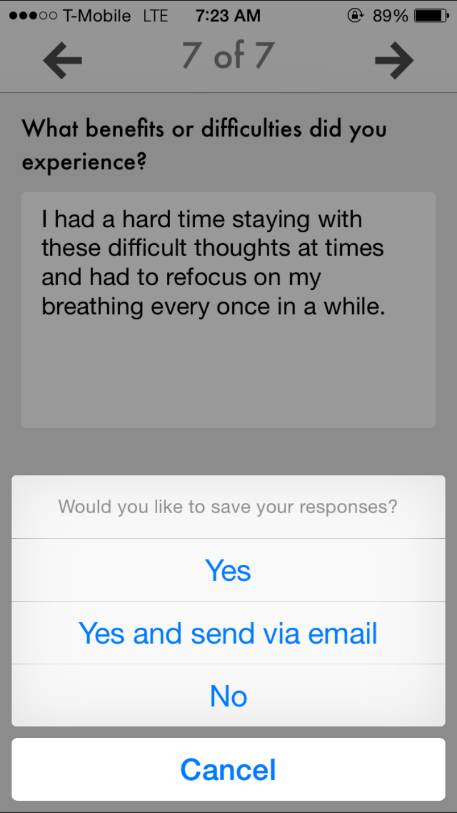 T-Mobile LTE 7:23 AM 89%
7 of 7
What benefits or difficulties did you
experience?
I had a hard time staying with
these difficult thoughts at times
and had to refocus on my
breathing every once in a while.
Would you like to save your responses?
Yes
Yes and send via email
No
Cancel